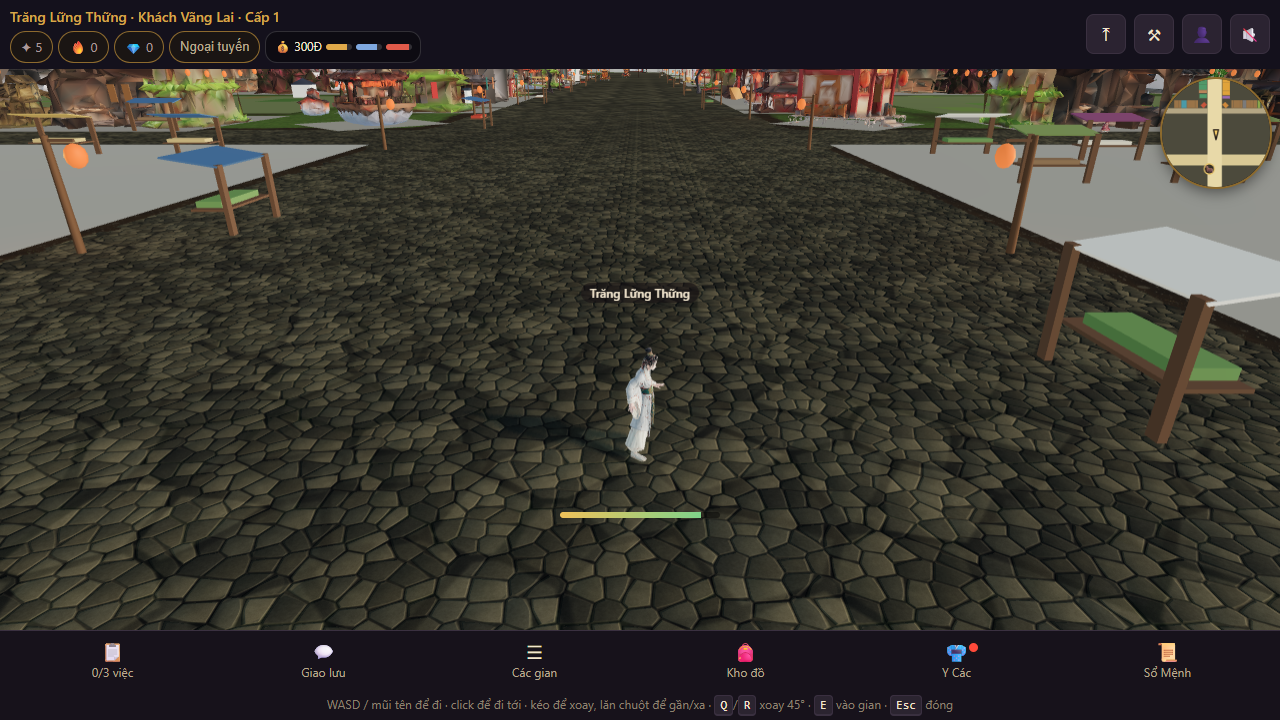 Trăng Lững Thững · Khách Vãng Lai · Cấp 1
5
0
0
Ngoại tuyến
300Đ
Trăng Lững Thững
0/3 việc
Giao lưu
Các gian
Kho đồ
Y Các
Sổ Mệnh
WASD / mũi tên để đi · click để đi tới · kéo để xoay, lăn chuột để gần/xa · Q / R xoay 45° · E vào gian · Esc đóng